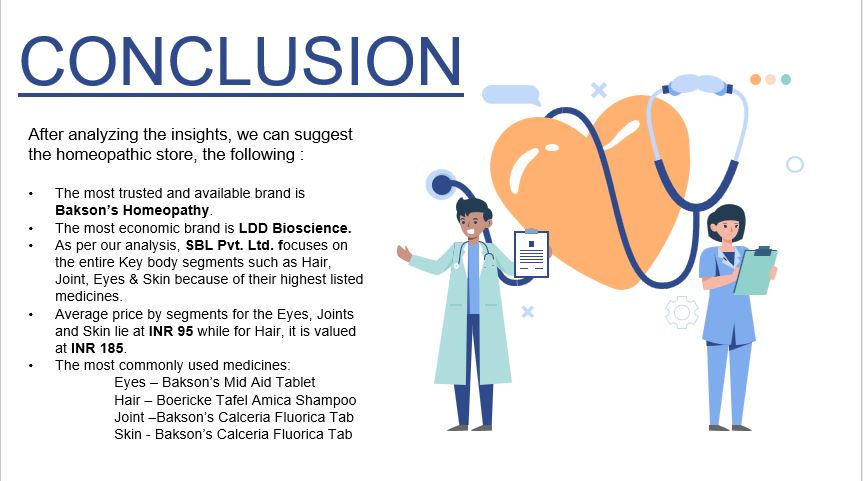 CONCLUSION
After analyzing the insights, we can suggest
the homeopathic store, the following :
• The most trusted and available brand is
Bakson's Homeopathy.
• The most economic brand is LDD Bioscience.
• As per our analysis, SBL Pvt. Ltd. focuses on
the entire Key body segments such as Hair,
Joint, Eyes & Skin because of their highest listed
medicines.
• Average price by segments for the Eyes, Joints
and Skin lie at INR 95 while for Hair, it is valued
at INR 185.
• The most commonly used medicines:
Eyes – Bakson's Mid Aid Tablet
Hair – Boericke Tafel Arnica Shampoo
Joint –Bakson's Calceria Fluorica Tab
Skin - Bakson's Calceria Fluorica Tab